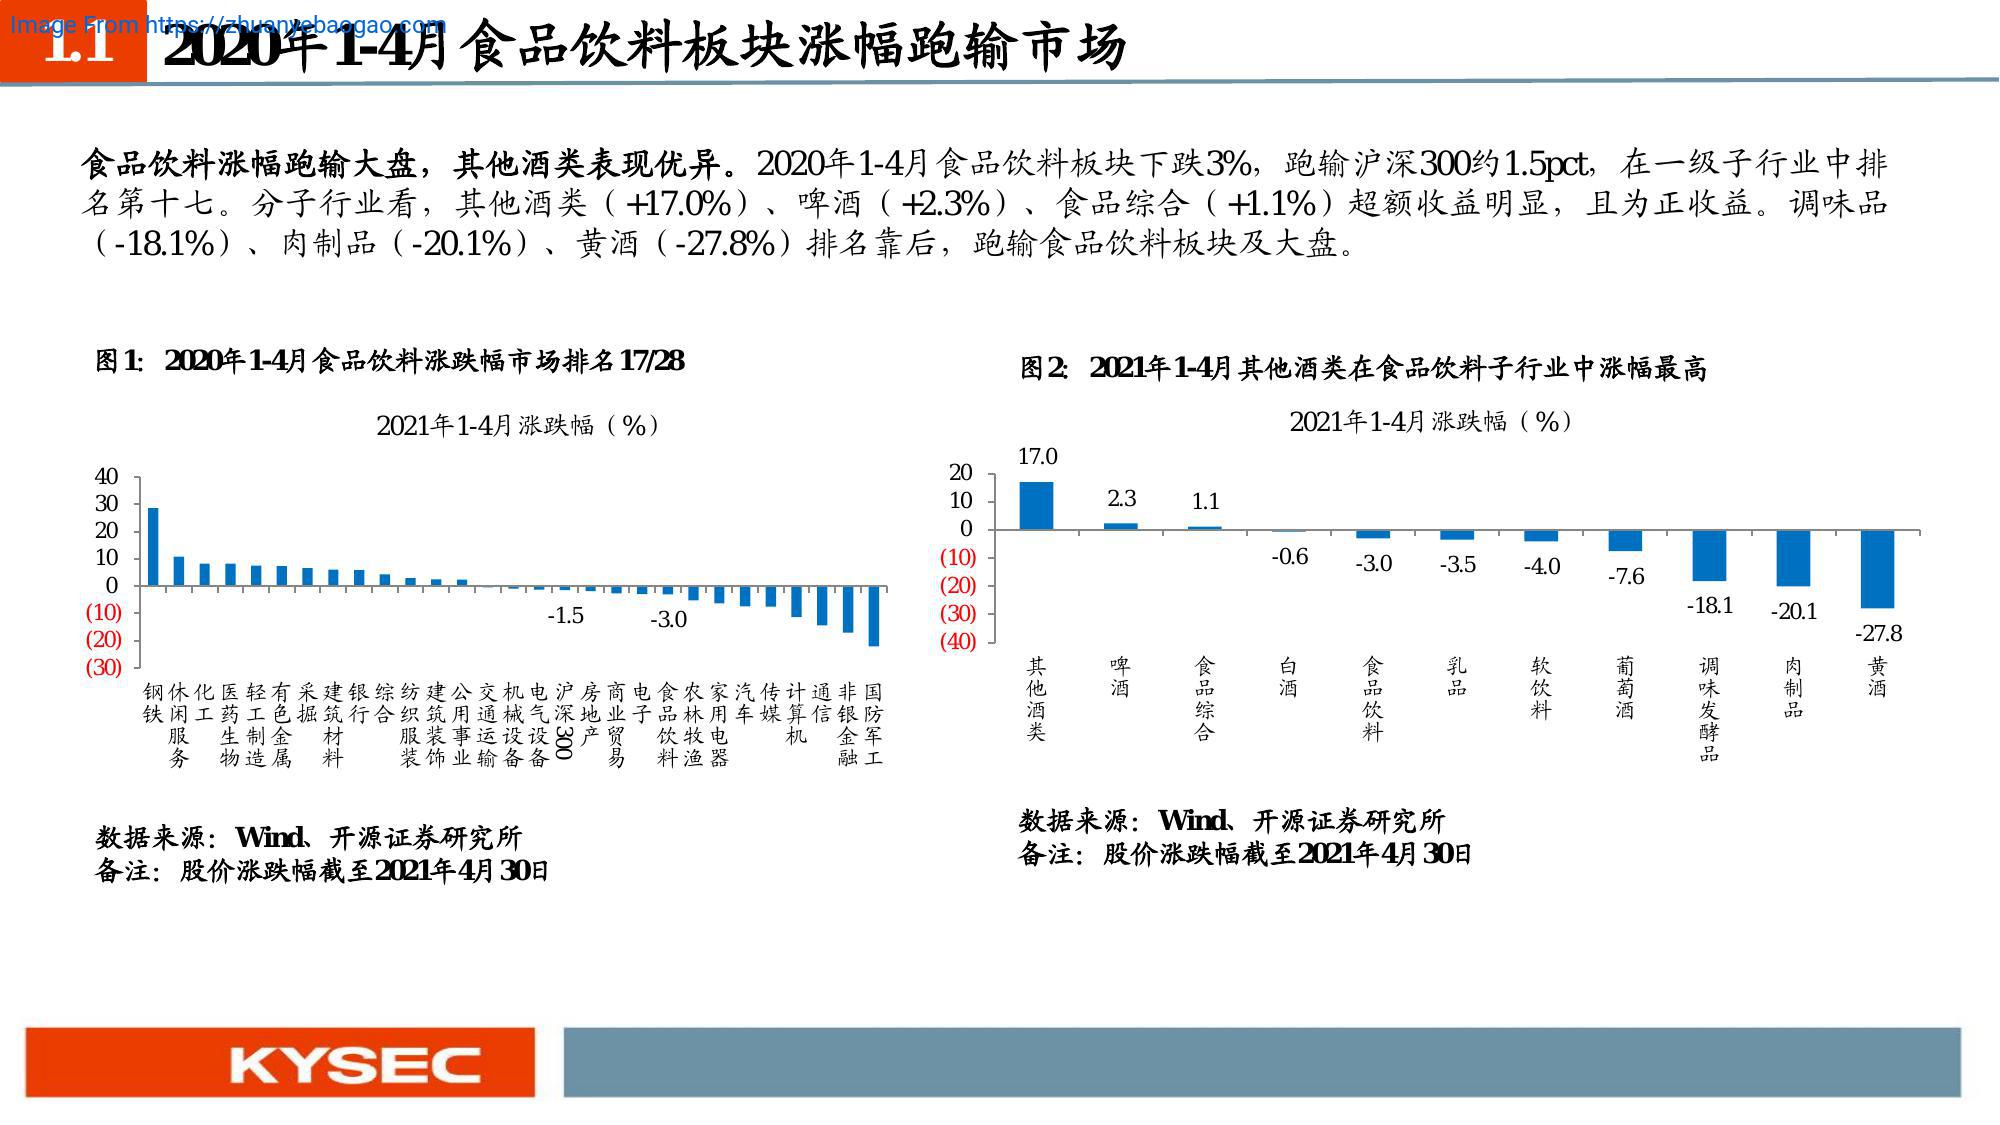 Image From https://zhuanyebaogao.com
1.1 2020年1-4月食品饮料板块涨幅跑输市场
食品饮料涨幅跑输大盘，其他酒类表现优异。2020年1-4月食品饮料板块下跌3%，跑输沪深300约1.5pct，在一级子行业中排
名第十七。分子行业看，其他酒类（+17.0%）、啤酒（+2.3%）、食品综合（+1.1%）超额收益明显，且为正收益。调味品
（-18.1%）、肉制品（-20.1%）、黄酒（-27.8%）排名靠后，跑输食品饮料板块及大盘。
图1：2020年1-4月食品饮料涨跌幅市场排名17/28
2021年1-4月涨跌幅（%）
40
30
20
10
0
(10)
(20)
(30)
-1.5
-3.0
钢铁
休闲服务
化工
医药生物
轻工制造
有色金属
采掘
建筑材料
银行
综合
纺织服装
建筑装饰
公用事业
交通运输
机械设备
电气设备
沪深300
房地产
商业贸易
电子
食品饮料
农林牧渔
家用电器
汽车
传媒
计算机
通信
非银金融
国防军工
数据来源：Wind、开源证券研究所
备注：股价涨跌幅截至2021年4月30日
图2：2021年1-4月其他酒类在食品饮料子行业中涨幅最高
2021年1-4月涨跌幅（%）
20
10
0
(10)
(20)
(30)
(40)
17.0
2.3
1.1
-0.6
-3.0
-3.5
-4.0
-7.6
-18.1
-20.1
-27.8
其他酒类
啤酒
食品综合
白酒
食品饮料
乳品
软饮料
葡萄酒
调味发酵品
肉制品
黄酒
数据来源：Wind、开源证券研究所
备注：股价涨跌幅截至2021年4月30日
KYSEC